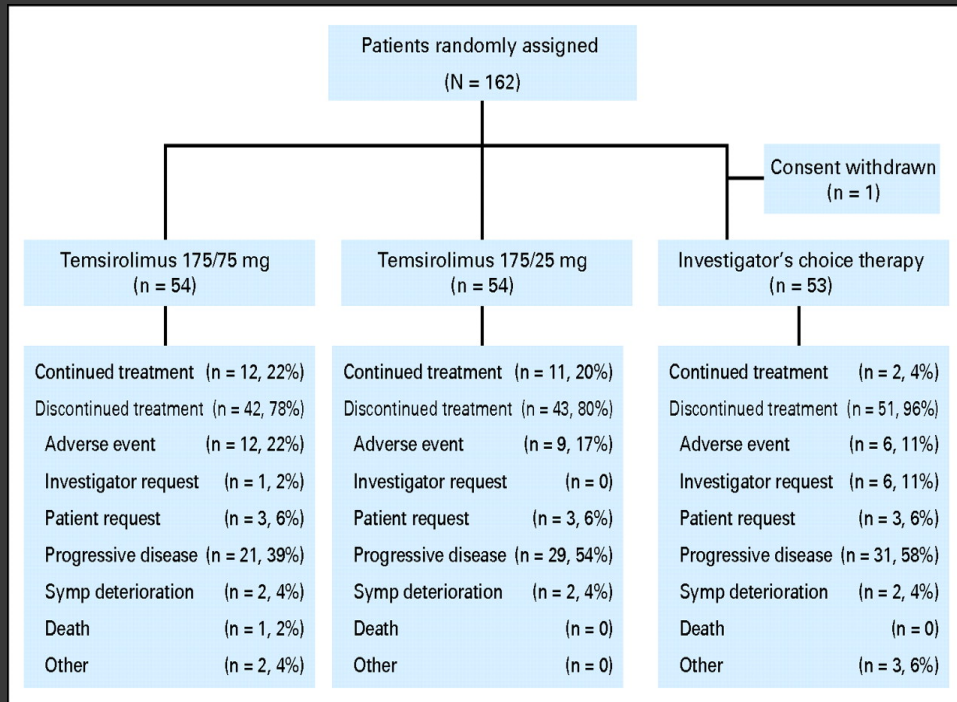 Patients randomly assigned
(N = 162)
Consent withdrawn
(n = 1)
Temsirolimus 175/75 mg
(n = 54)
Temsirolimus 175/25 mg
(n = 54)
Investigator's choice therapy
(n = 53)
Continued treatment (n = 12, 22%)
Discontinued treatment (n = 42, 78%)
Adverse event (n = 12, 22%)
Investigator request (n = 1, 2%)
Patient request (n = 3, 6%)
Progressive disease (n = 21, 39%)
Symp deterioration (n = 2, 4%)
Death (n = 1, 2%)
Other (n = 2, 4%)
Continued treatment (n = 11, 20%)
Discontinued treatment (n = 43, 80%)
Adverse event (n = 9, 17%)
Investigator request (n = 0)
Patient request (n = 3, 6%)
Progressive disease (n = 29, 54%)
Symp deterioration (n = 2, 4%)
Death (n = 0)
Other (n = 0)
Continued treatment (n = 2, 4%)
Discontinued treatment (n = 51, 96%)
Adverse event (n = 6, 11%)
Investigator request (n = 6, 11%)
Patient request (n = 3, 6%)
Progressive disease (n = 31, 58%)
Symp deterioration (n = 2, 4%)
Death (n = 0)
Other (n = 3, 6%)